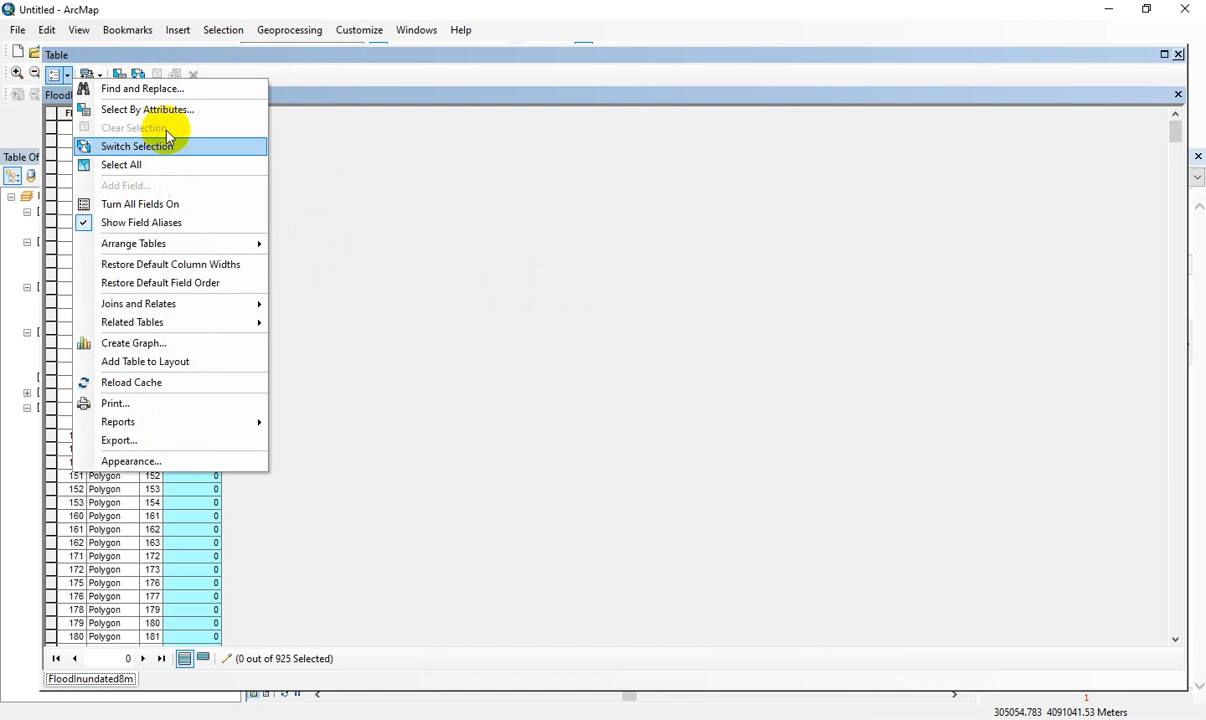 Untitled - ArcMap
File Edit View Bookmarks Insert Selection Geoprocessing Customize Windows Help
Table
Find and Replace...
Select By Attributes...
Clear Selection
Switch Selection
Table Of
Select All
Add Field...
Turn All Fields On
Show Field Aliases
Arrange Tables
Restore Default Column Widths
Restore Default Field Order
Joins and Relates
Related Tables
Create Graph...
Add Table to Layout
Reload Cache
Print...
Reports
Export...
Appearance...
151 Polygon 152 0
152 Polygon 153 0
153 Polygon 154 0
160 Polygon 161 0
161 Polygon 162 0
162 Polygon 163 0
171 Polygon 172 0
172 Polygon 173 0
175 Polygon 176 0
176 Polygon 177 0
178 Polygon 179 0
179 Polygon 180 0
180 Polygon 181 0
0 (0 out of 925 Selected)
FloodInundated8m
1
305054.783 4091041.53 Meters